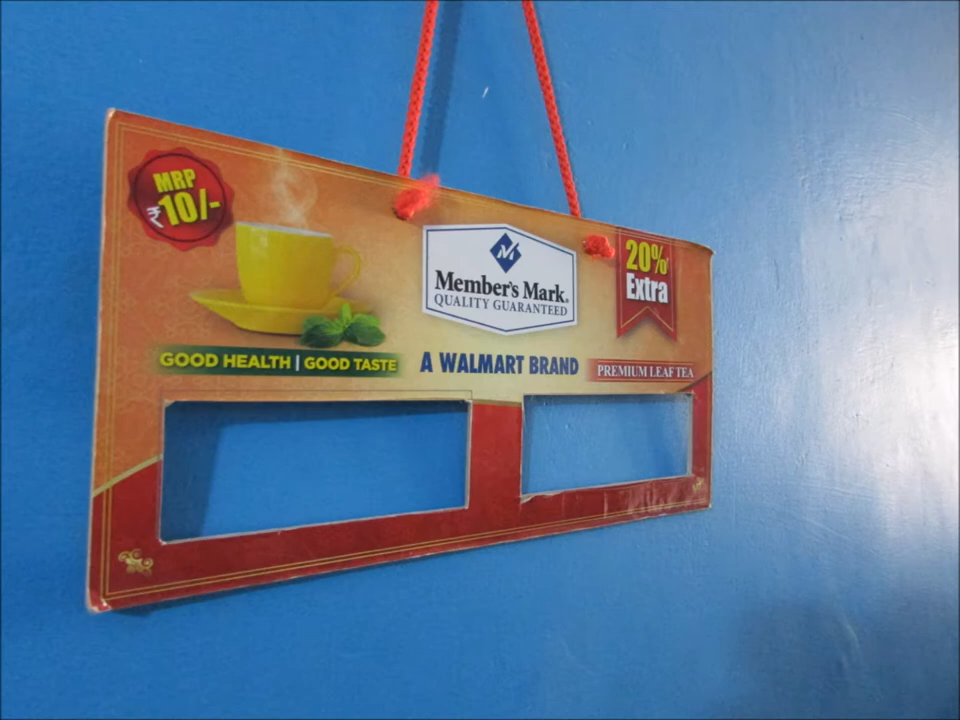 MRP
₹10/-
Member's Mark®
QUALITY GUARANTEED
20%
Extra
GOOD HEALTH | GOOD TASTE
A WALMART BRAND
PREMIUM LEAF TEA